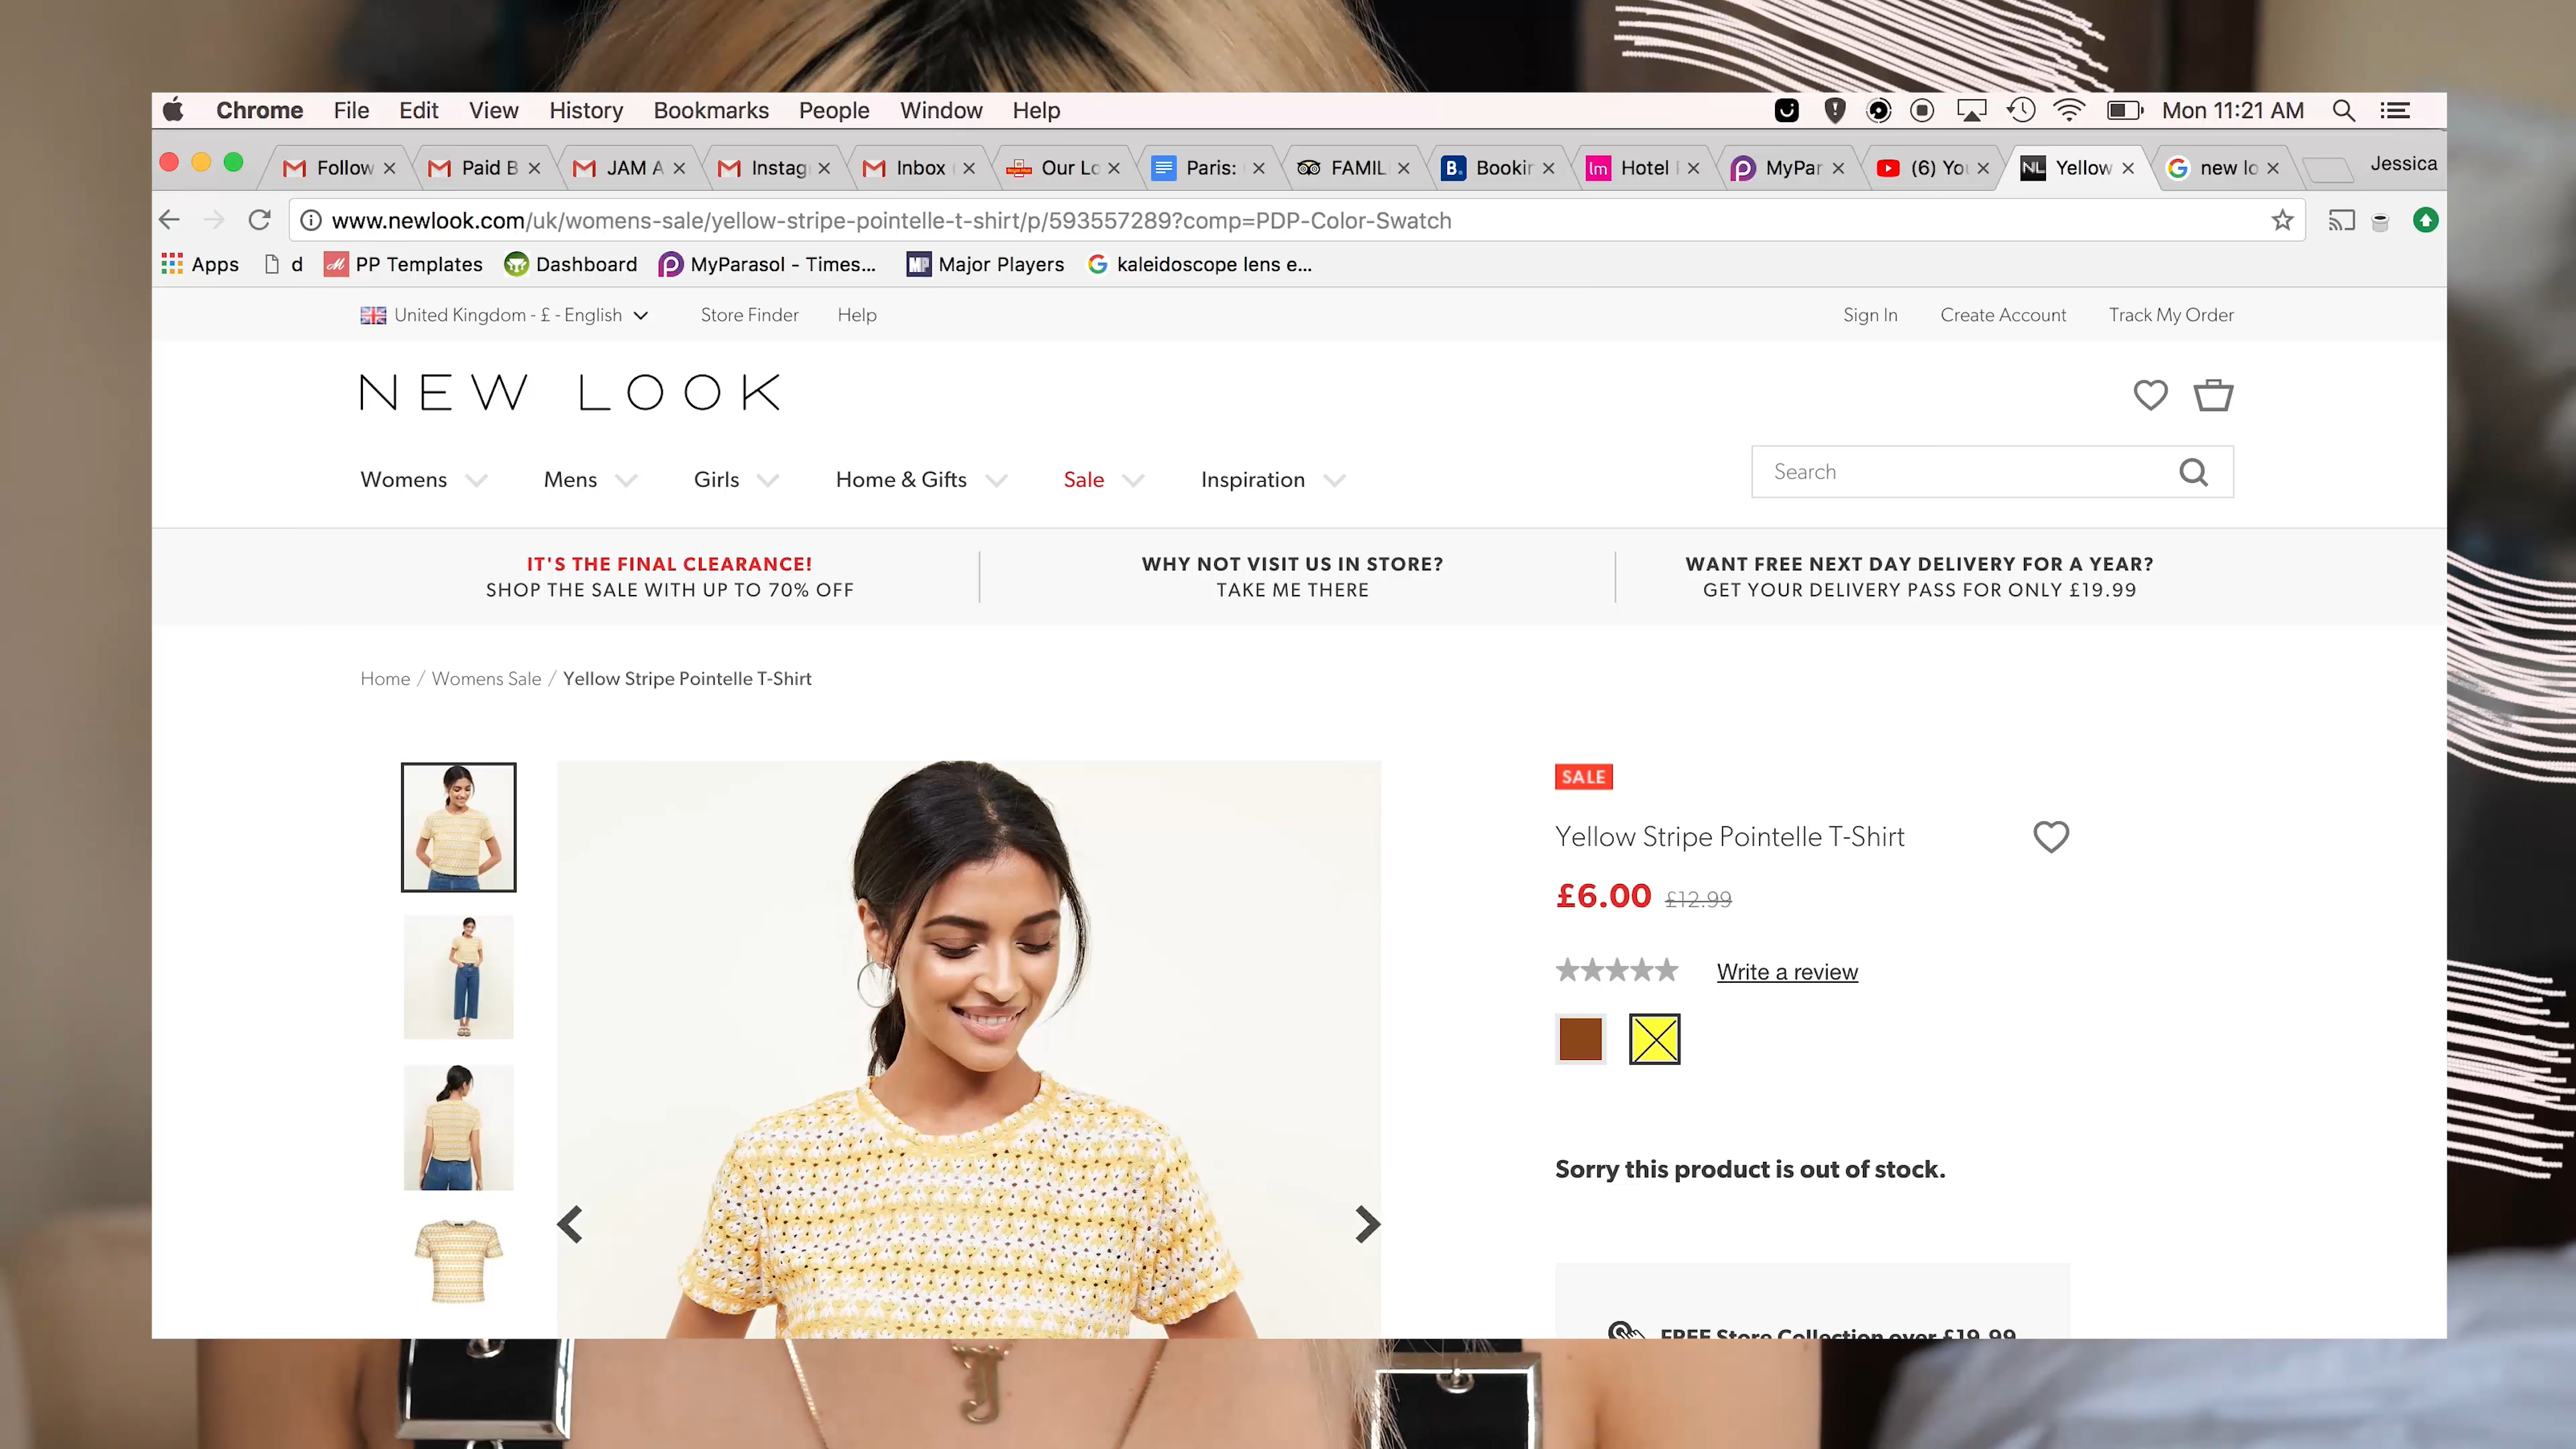 Chrome File Edit View History Bookmarks People Window Help Mon 11:21 AM
Follow Paid B JAM A Instag Inbox Our Lo Paris: FAMIL Bookin Hotel MyPar (6) You Yellow new lo Jessica
www.newlook.com/uk/womens-sale/yellow-stripe-pointelle-t-shirt/p/593557289?comp=PDP-Color-Swatch
Apps d PP Templates Dashboard MyParasol - Times... Major Players kaleidoscope lens e...
United Kingdom - £ - English Store Finder Help Sign In Create Account Track My Order
NEW LOOK
Womens Mens Girls Home & Gifts Sale Inspiration Search
IT'S THE FINAL CLEARANCE! WHY NOT VISIT US IN STORE? WANT FREE NEXT DAY DELIVERY FOR A YEAR?
SHOP THE SALE WITH UP TO 70% OFF TAKE ME THERE GET YOUR DELIVERY PASS FOR ONLY £19.99
Home / Womens Sale / Yellow Stripe Pointelle T-Shirt
SALE
Yellow Stripe Pointelle T-Shirt
£6.00 £12.99
Write a review
Sorry this product is out of stock.
FREE Store Collection over £19.99
J